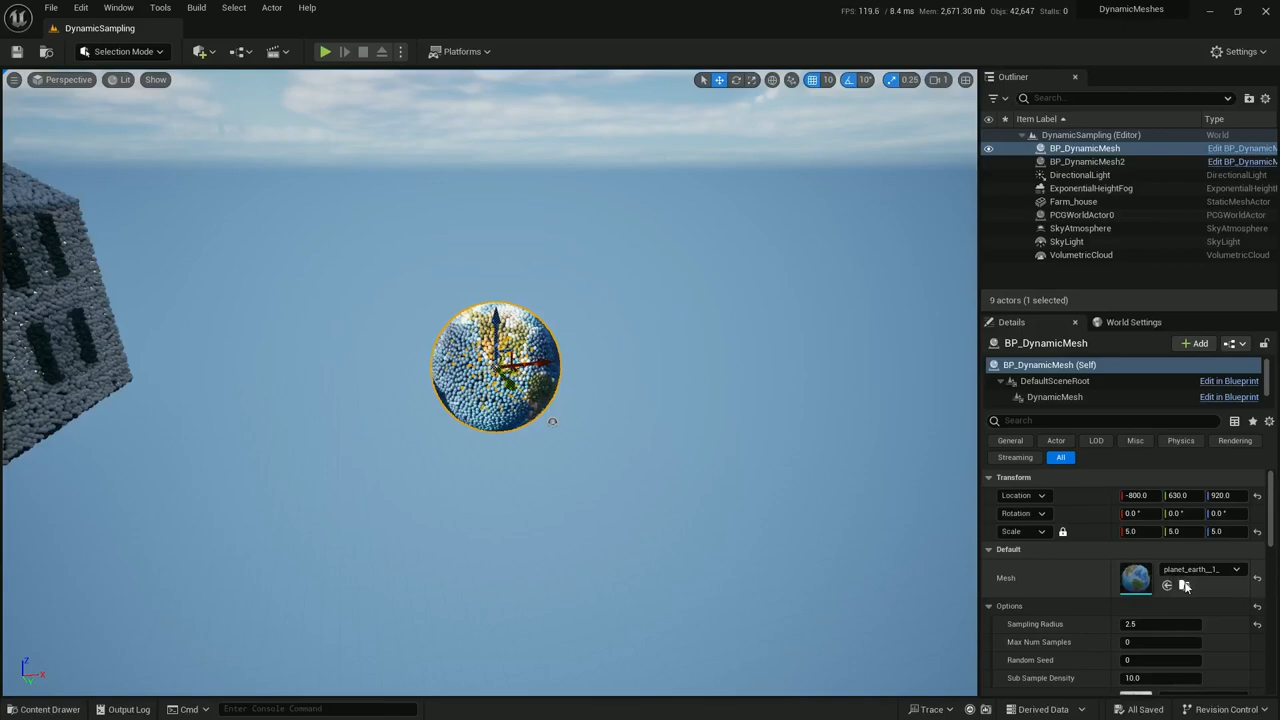 File Edit Window Tools Build Select Actor Help
FPS: 119.6 / 8.4 ms Mem: 2,671.30 mb Objs: 42,647 Stalls: 0
DynamicMeshes
DynamicSampling
Selection Mode
Platforms
Settings
Perspective Lit Show
10 10° 0.25 1
Outliner
Search...
Item Label Type
DynamicSampling (Editor) World
BP_DynamicMesh Edit BP_DynamicM
BP_DynamicMesh2 Edit BP_DynamicM
DirectionalLight DirectionalLight
ExponentialHeightFog ExponentialHeightF
Farm_house StaticMeshActor
PCGWorldActor0 PCGWorldActor
SkyAtmosphere SkyAtmosphere
SkyLight SkyLight
VolumetricCloud VolumetricCloud
9 actors (1 selected)
Details World Settings
BP_DynamicMesh Add
BP_DynamicMesh (Self)
DefaultSceneRoot Edit in Blueprint
DynamicMesh Edit in Blueprint
Search
General Actor LOD Misc Physics Rendering
Streaming All
Transform
Location -800.0 630.0 920.0
Rotation 0.0 ° 0.0 ° 0.0 °
Scale 5.0 5.0 5.0
Default
Mesh planet_earth__1_
Options
Sampling Radius 2.5
Max Num Samples 0
Random Seed 0
Sub Sample Density 10.0
Z X
Content Drawer Output Log Cmd Enter Console Command
Trace Derived Data All Saved Revision Control